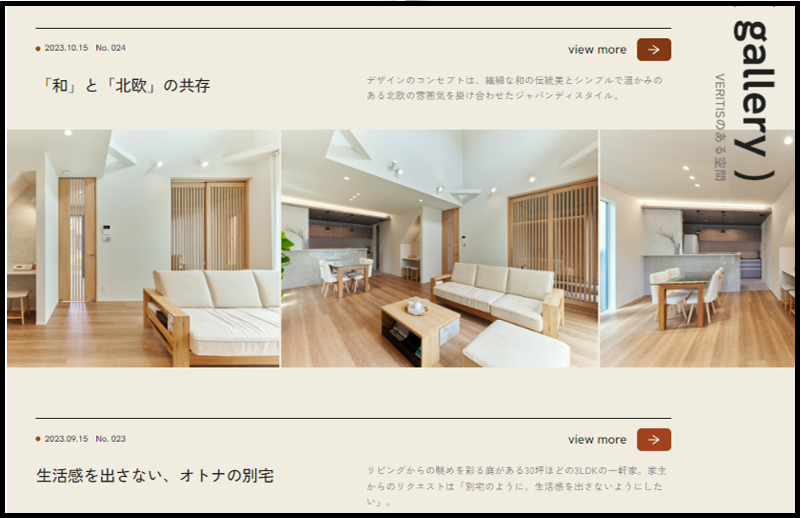 gallery )
VERITISのある空間
2023.10.15 No. 024
view more
「和」と「北欧」の共存
デザインのコンセプトは、繊細な和の伝統美とシンプルで温かみの
ある北欧の雰囲気を掛け合わせたジャパンディスタイル。
2023.09.15 No. 023
view more
生活感を出さない、オトナの別宅
リビングからの眺めを彩る庭がある30坪ほどの3LDKの一軒家。家主
からのリクエストは「別宅のように、生活感を出さないようにした
い」。